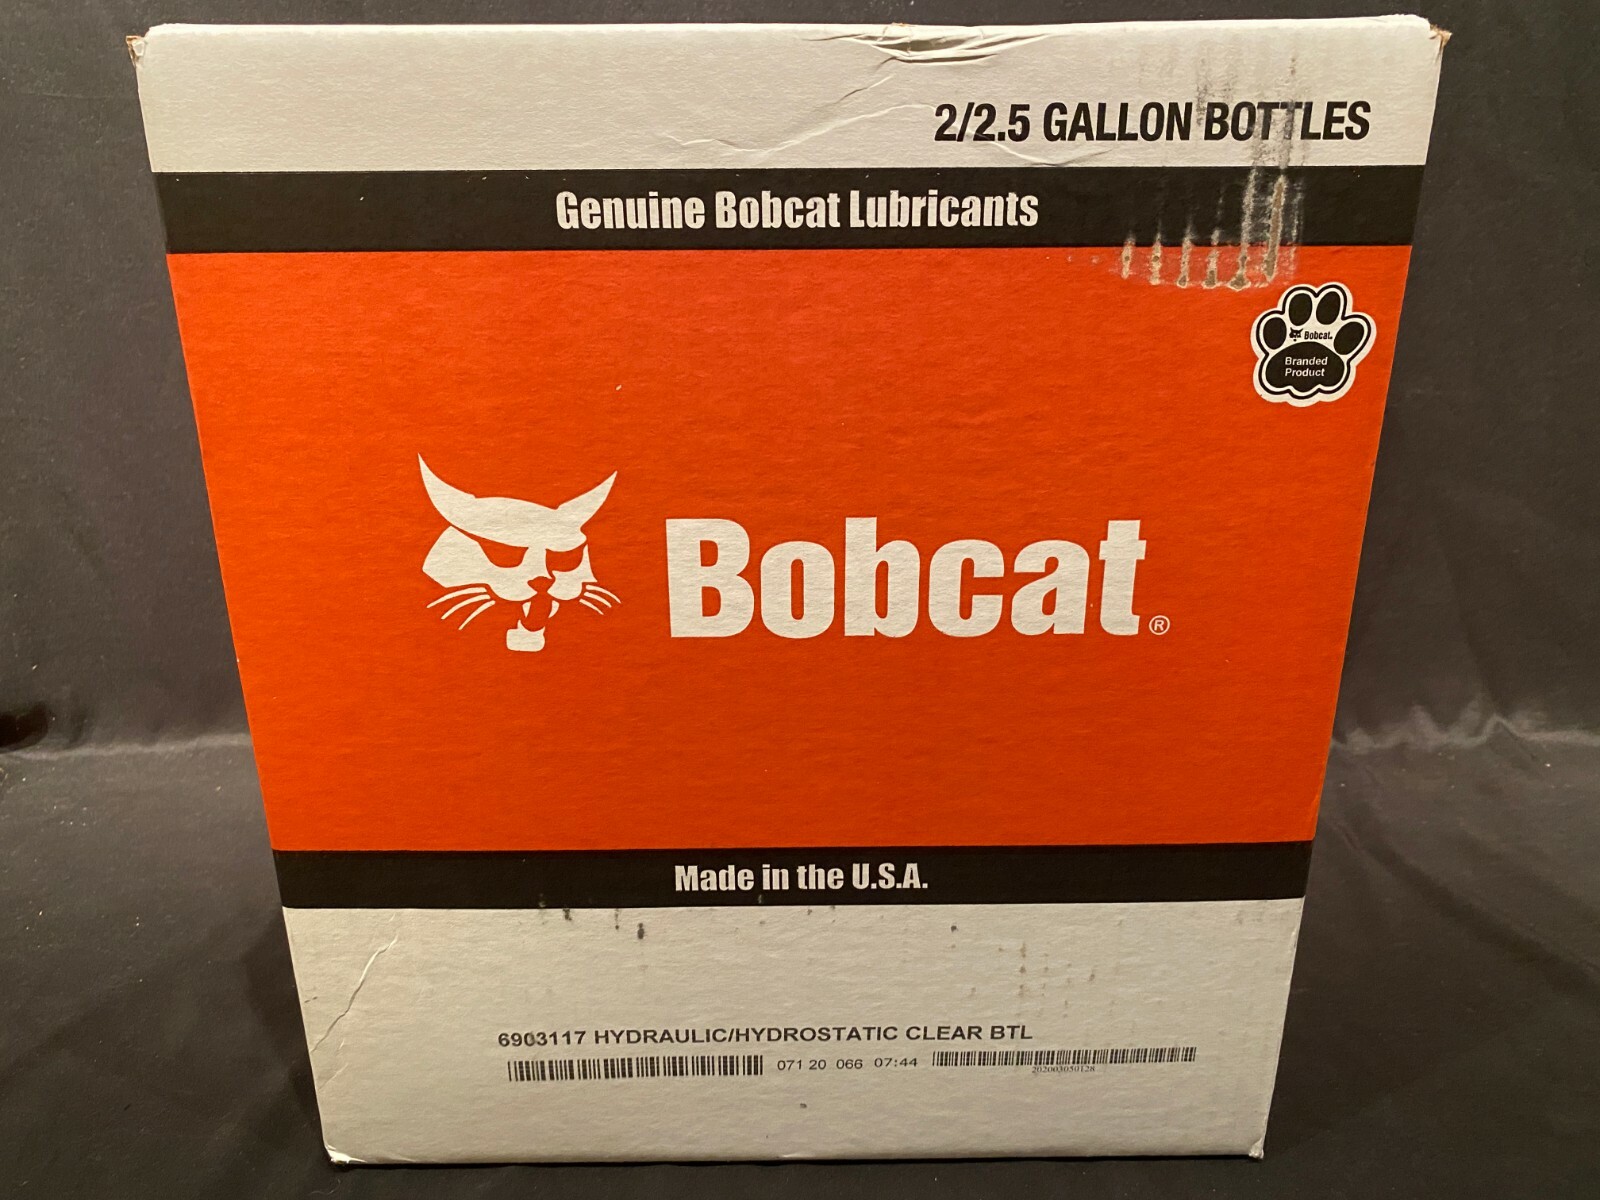 2/2.5 GALLON BOTTLES
Genuine Bobcat Lubricants
Bobcat.
Branded
Product
Bobcat®
Made in the U.S.A.
6903117 HYDRAULIC/HYDROSTATIC CLEAR BTL
071 20 066 07:44
202003050128